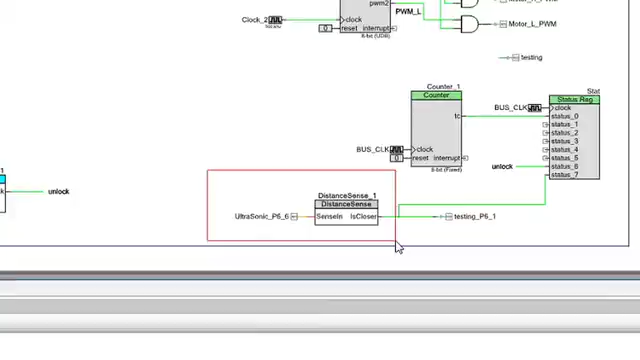 pwm2
PWM_L
Clock_2
clock
reset
interrupt
0
8-bit (UDB)
Motor_L_PWM
testing
Counter_1
Counter
tc
BUS_CLK
clock
0
reset
interrupt
8-bit (Fixed)
Stat
Status Reg
BUS_CLK
clock
status_0
status_1
status_2
status_3
status_4
status_5
unlock
status_6
status_7
1
k
unlock
DistanceSense_1
DistanceSense
UltraSonic_P6_6
SenseIn
IsCloser
testing_P6_1